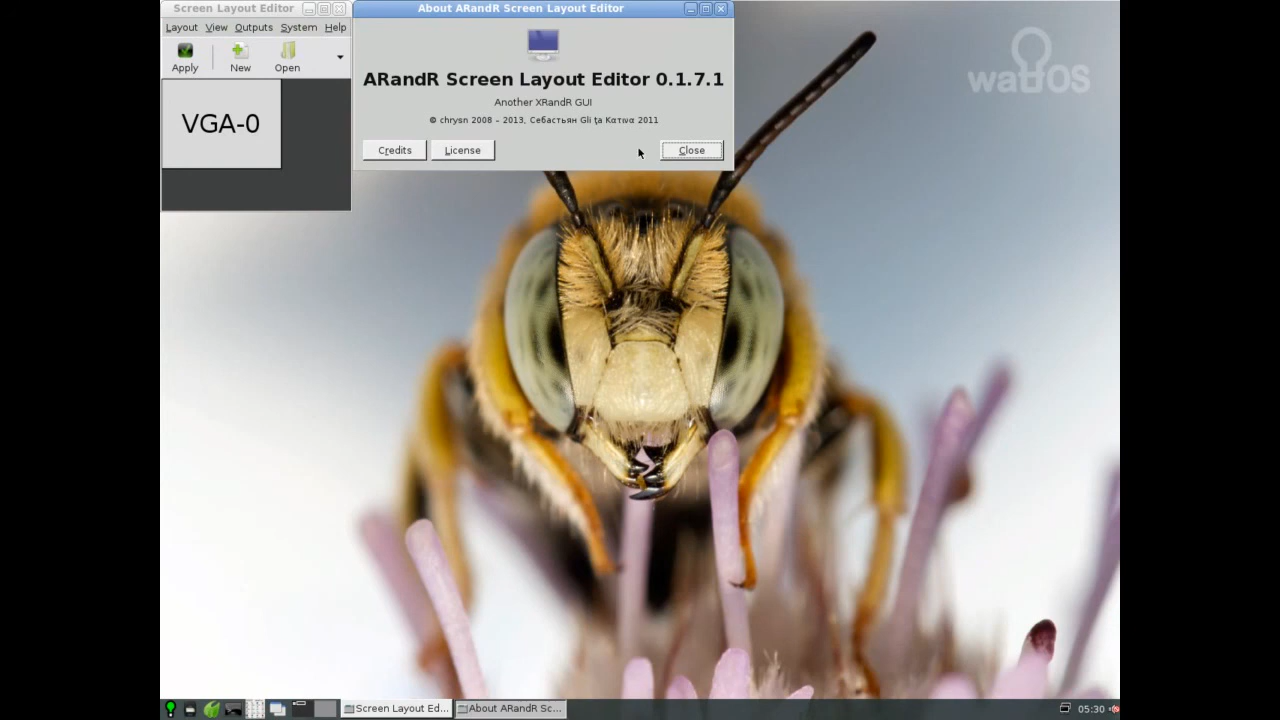 Screen Layout Editor
Layout View Outputs System Help
Apply New Open
VGA-0
About ARandR Screen Layout Editor
ARandR Screen Layout Editor 0.1.7.1
Another XRandR GUI
© chrysn 2008 – 2013, Себастьян Gli ţa Κατινα 2011
Credits License Close
wattOS
Screen Layout Ed... About ARandR Sc... 05:30